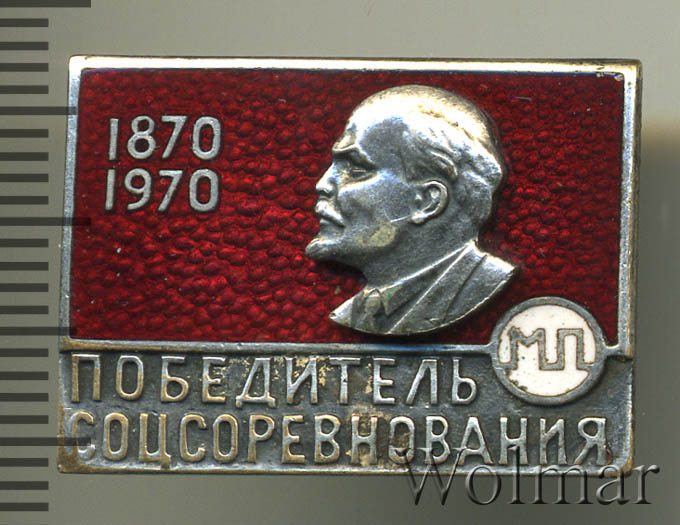 1870
1970
МП
ПОБЕДИТЕЛЬ
СОЦСОРЕВНОВАНИЯ
Wolmar